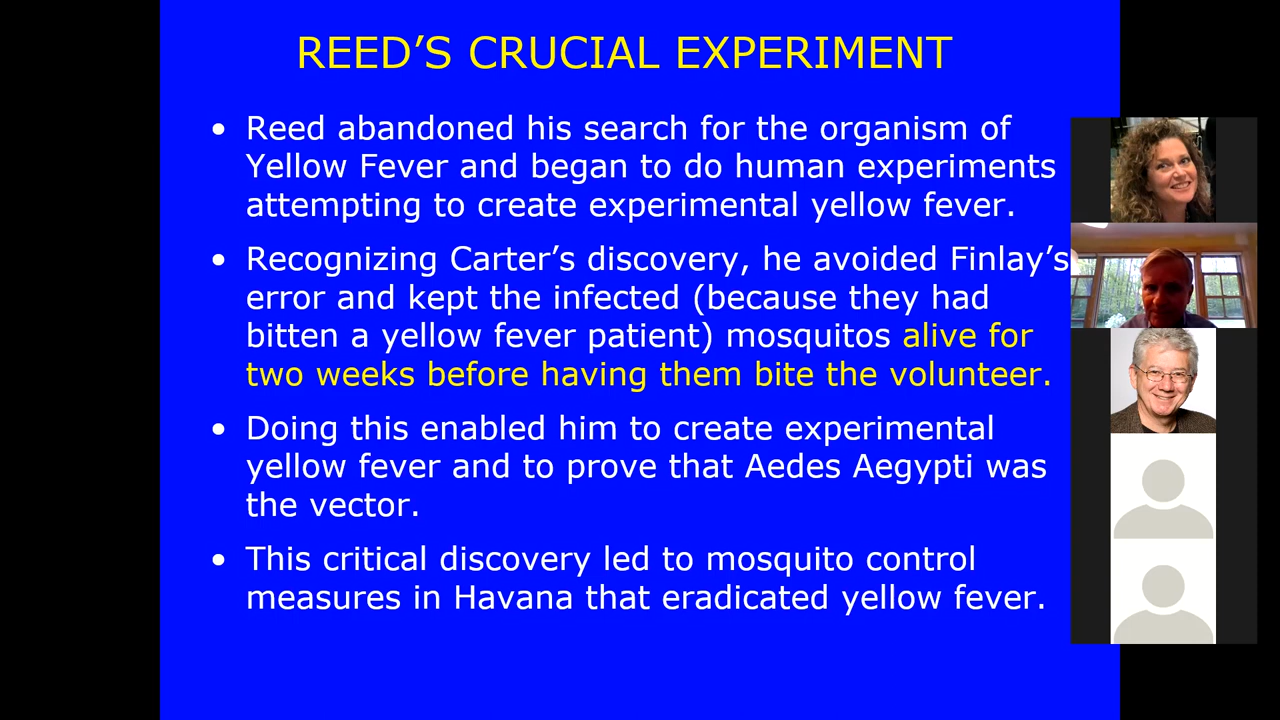 REED’S CRUCIAL EXPERIMENT
• Reed abandoned his search for the organism of
Yellow Fever and began to do human experiments
attempting to create experimental yellow fever.
• Recognizing Carter’s discovery, he avoided Finlay’s
error and kept the infected (because they had
bitten a yellow fever patient) mosquitos alive for
two weeks before having them bite the volunteer.
• Doing this enabled him to create experimental
yellow fever and to prove that Aedes Aegypti was
the vector.
• This critical discovery led to mosquito control
measures in Havana that eradicated yellow fever.